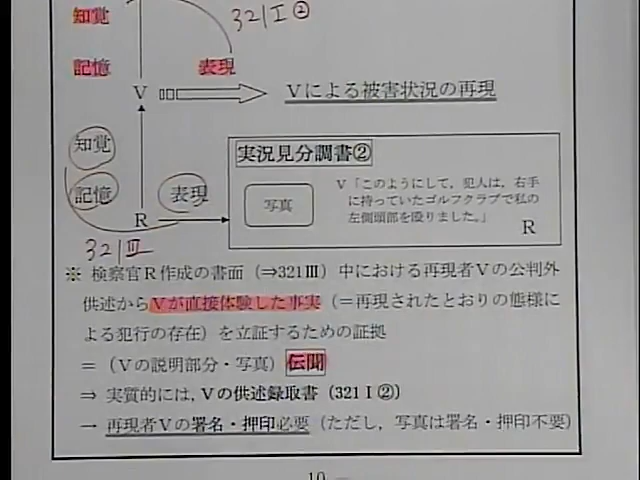 知覚
321Ⅰ②
記憶 表現
V Vによる被害状況の再現
知覚
実況見分調書②
記憶 表現
写真
V「このようにして，犯人は，右手
に持っていたゴルフクラブで私の
左側頭部を殴りました。」
R
R
321Ⅲ
※ 検察官R作成の書面（⇒321Ⅲ）中における再現者Vの公判外
供述からVが直接体験した事実（＝再現されたとおりの態様に
よる犯行の存在）を立証するための証拠
＝（Vの説明部分・写真）伝聞
⇒ 実質的には，Vの供述録取書（321Ⅰ②）
→ 再現者Vの署名・押印必要（ただし，写真は署名・押印不要）
10